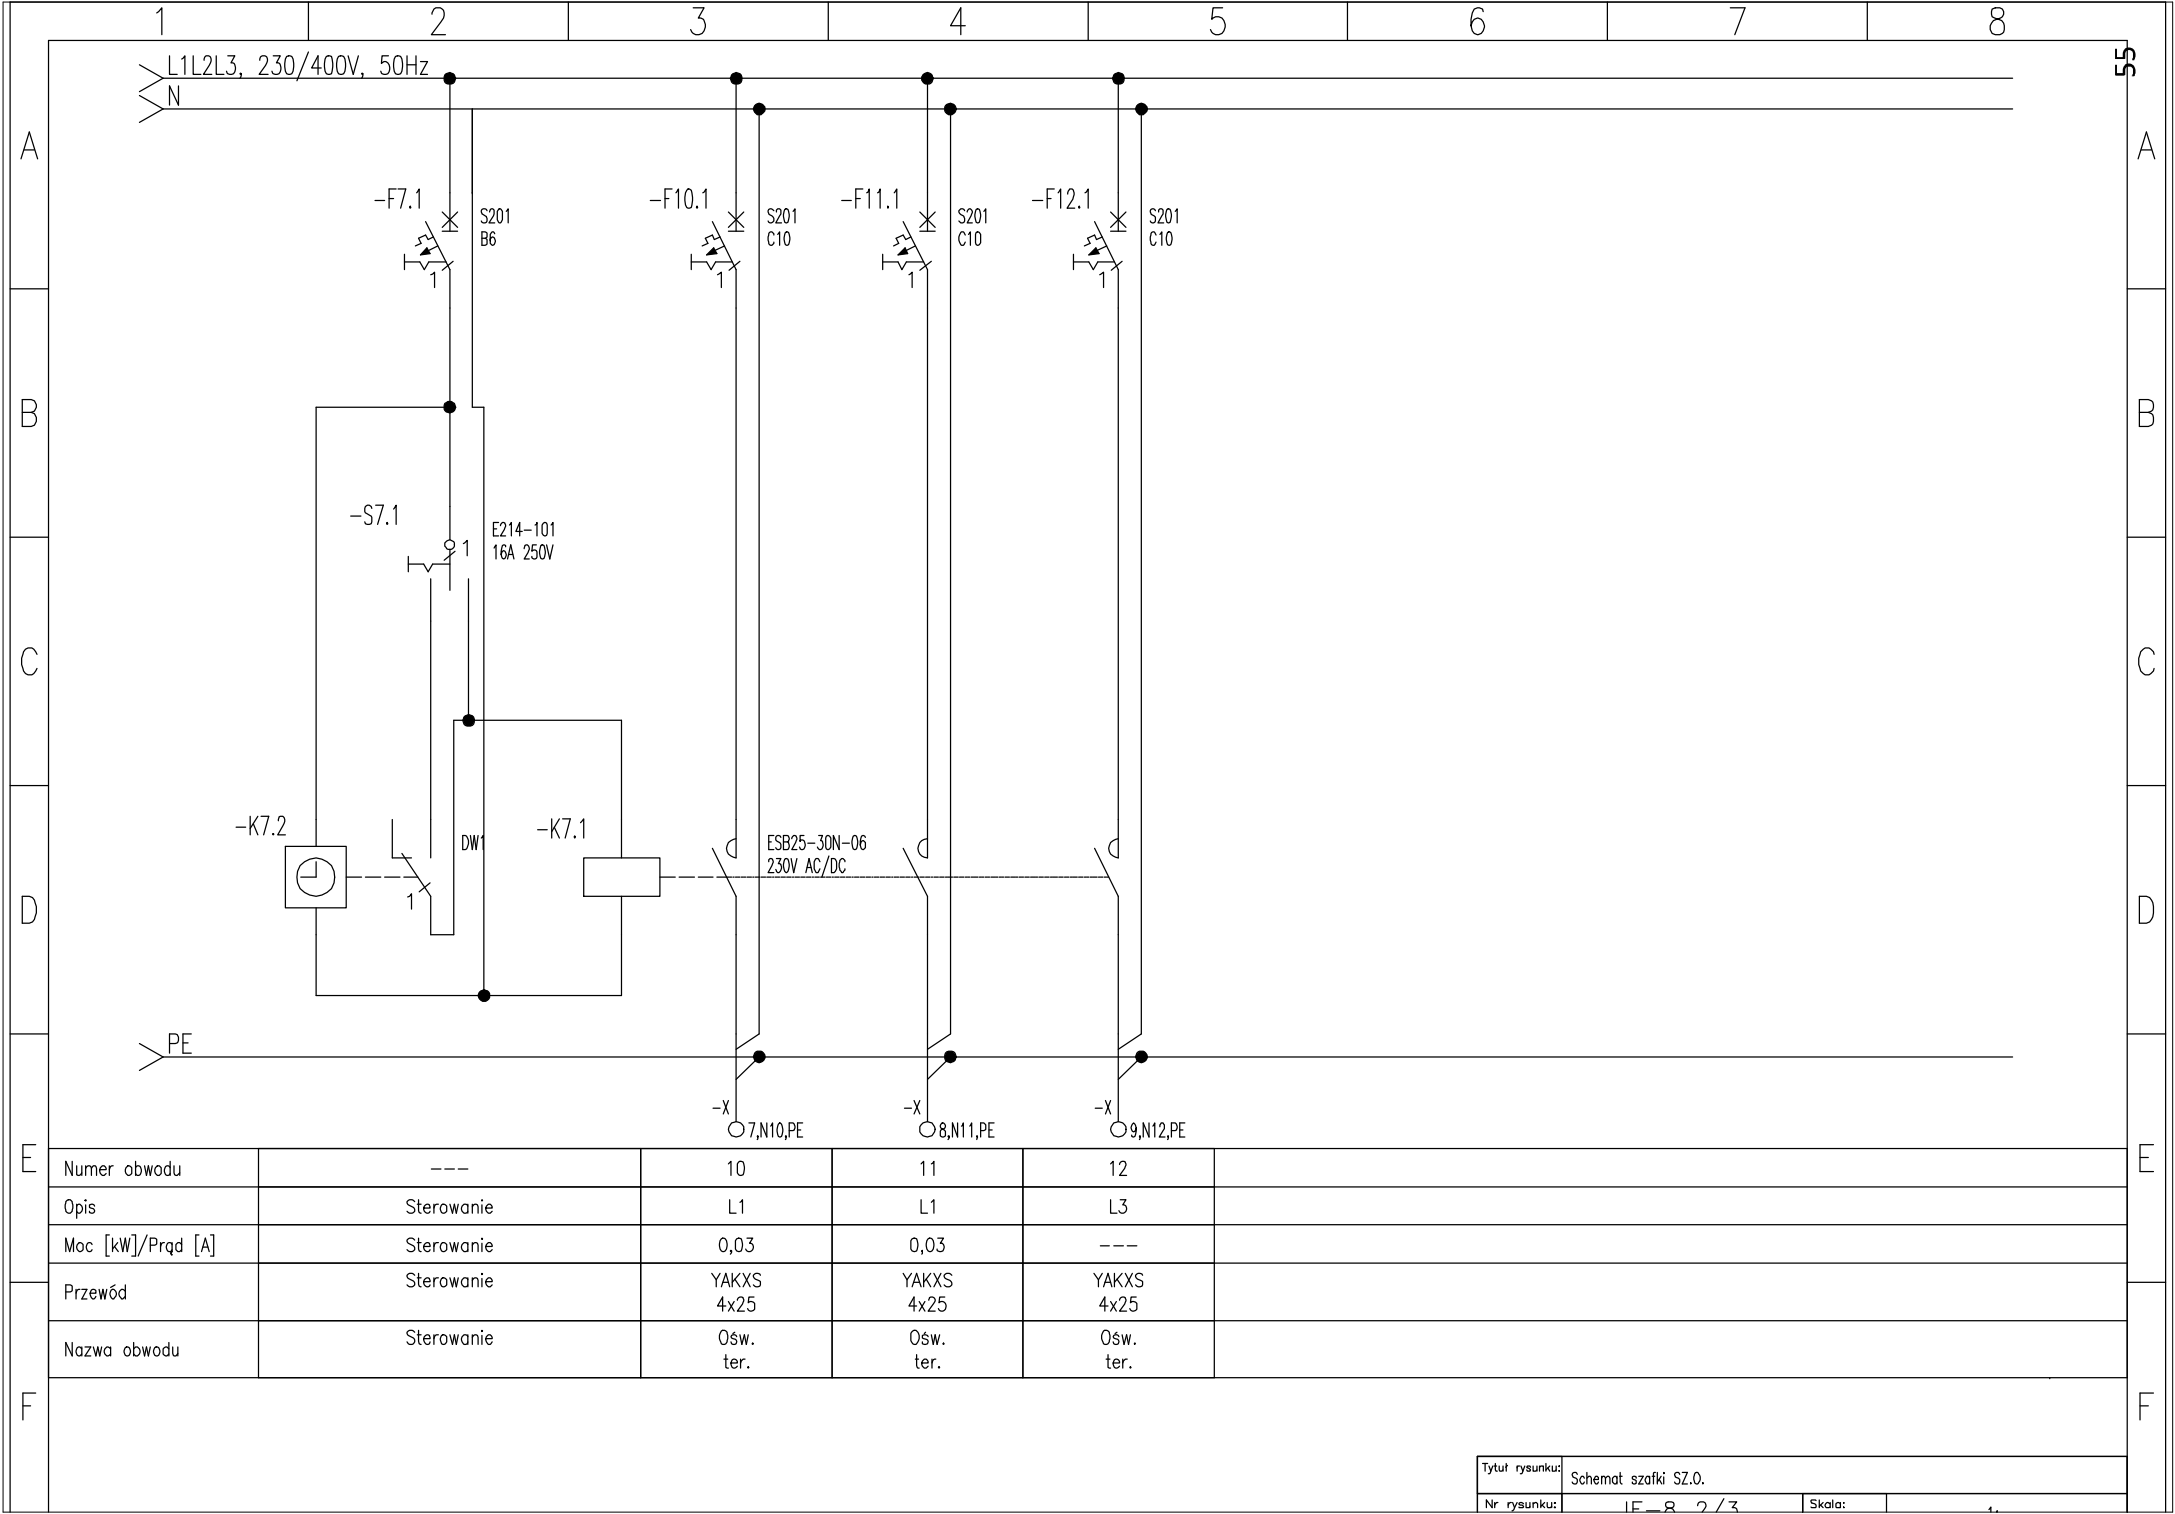 1 2 3 4 5 6 7 8
55
L1L2L3, 230/400V, 50Hz
N
A A
-F7.1
S201
B6
1
-F10.1
S201
C10
1
-F11.1
S201
C10
1
-F12.1
S201
C10
1
B B
-S7.1
1
E214-101
16A 250V
C C
-K7.2
DW1
1
-K7.1
ESB25-30N-06
230V AC/DC
D D
PE
-X
7,N10,PE
-X
8,N11,PE
-X
9,N12,PE
E E
Numer obwodu --- 10 11 12
Opis Sterowanie L1 L1 L3
Moc [kW]/Prąd [A] Sterowanie 0,03 0,03 ---
Przewód Sterowanie YAKXS YAKXS YAKXS
4x25 4x25 4x25
Nazwa obwodu Sterowanie Ośw. Ośw. Ośw.
ter. ter. ter.
F F
Tytuł rysunku: Schemat szafki SZ.O.
Nr rysunku: 2/3 Skala: